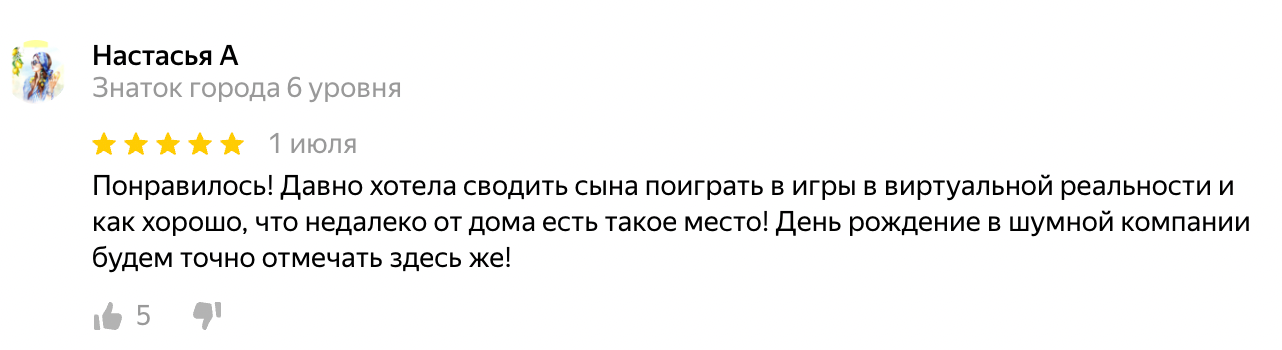 Настасья А
Знаток города 6 уровня
1 июля
Понравилось! Давно хотела сводить сына поиграть в игры в виртуальной реальности и
как хорошо, что недалеко от дома есть такое место! День рождение в шумной компании
будем точно отмечать здесь же!
5